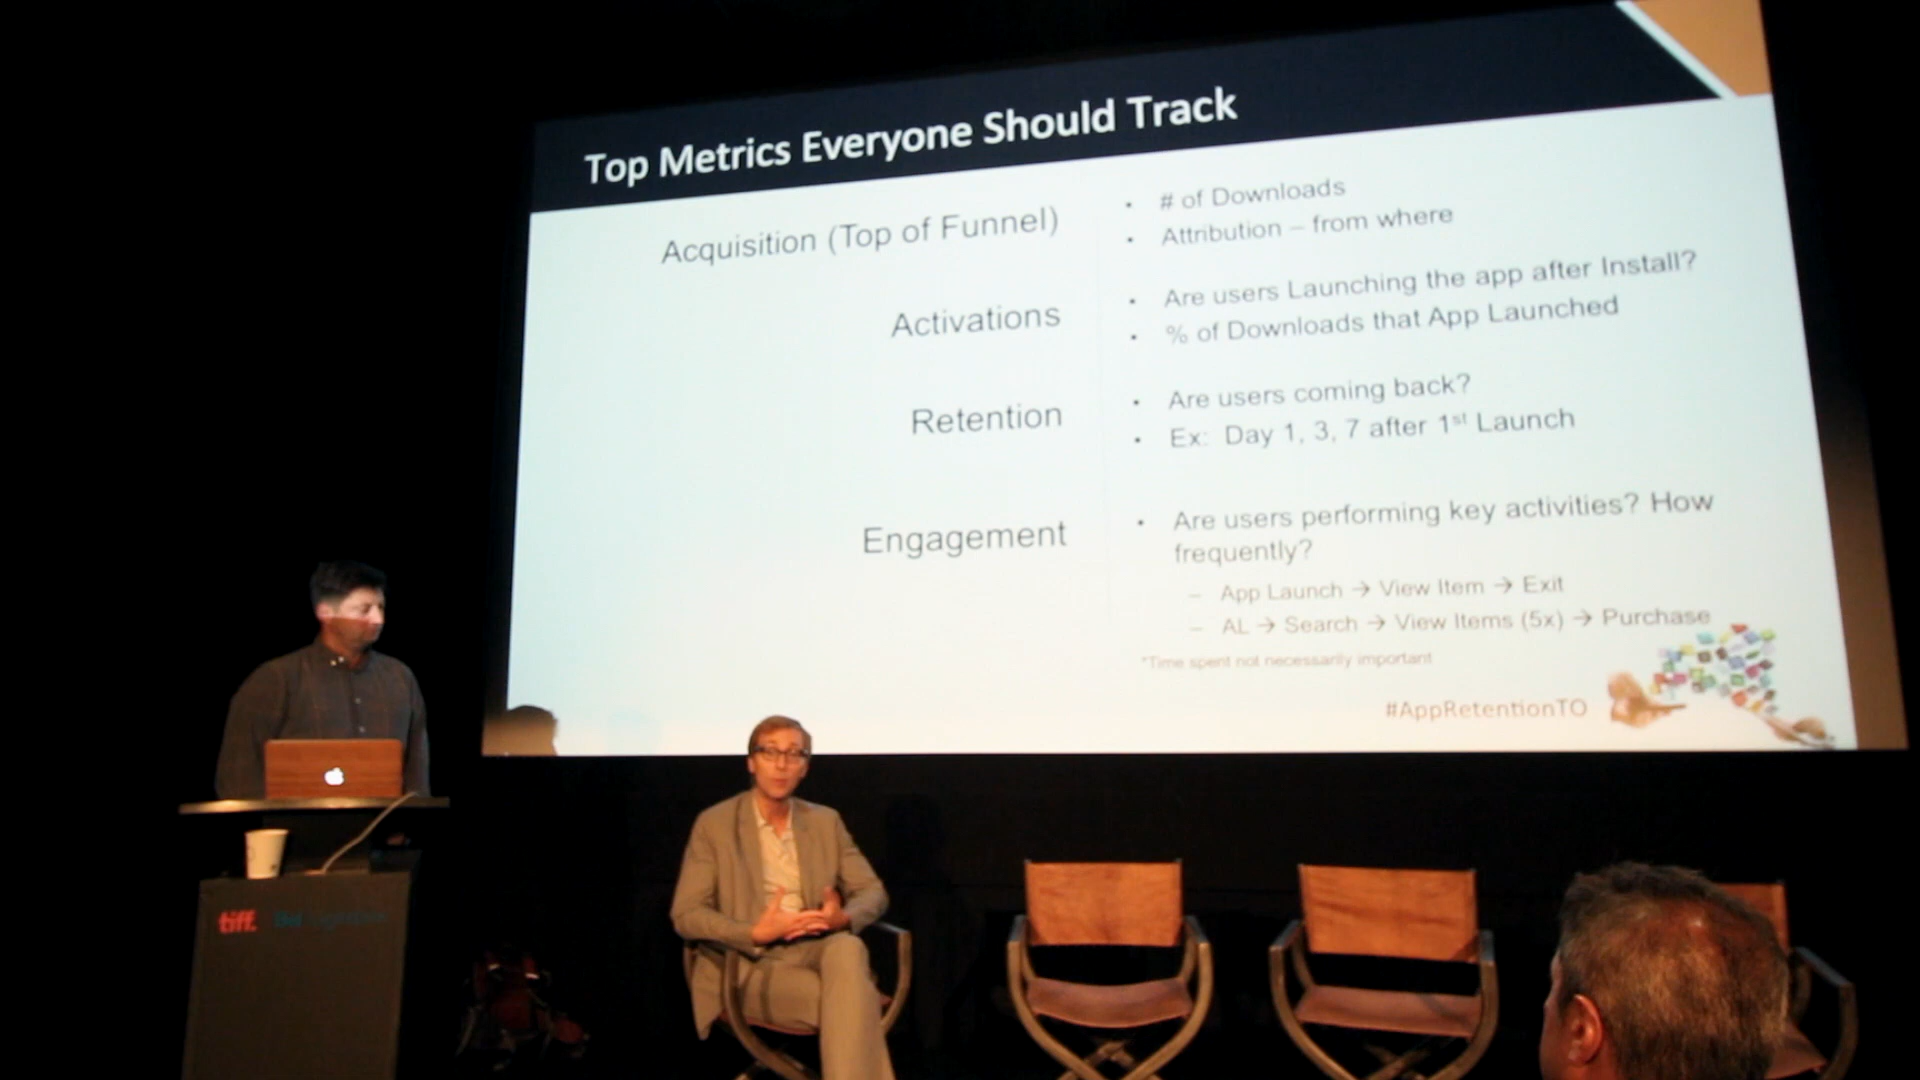 Top Metrics Everyone Should Track
Acquisition (Top of Funnel)
• # of Downloads
• Attribution – from where
Activations
• Are users Launching the app after Install?
• % of Downloads that App Launched
Retention
• Are users coming back?
• Ex: Day 1, 3, 7 after 1st Launch
Engagement
• Are users performing key activities? How
frequently?
– App Launch → View Item → Exit
– AL → Search → View Items (5x) → Purchase
*Time spent not necessarily important
#AppRetentionTO
tiff.